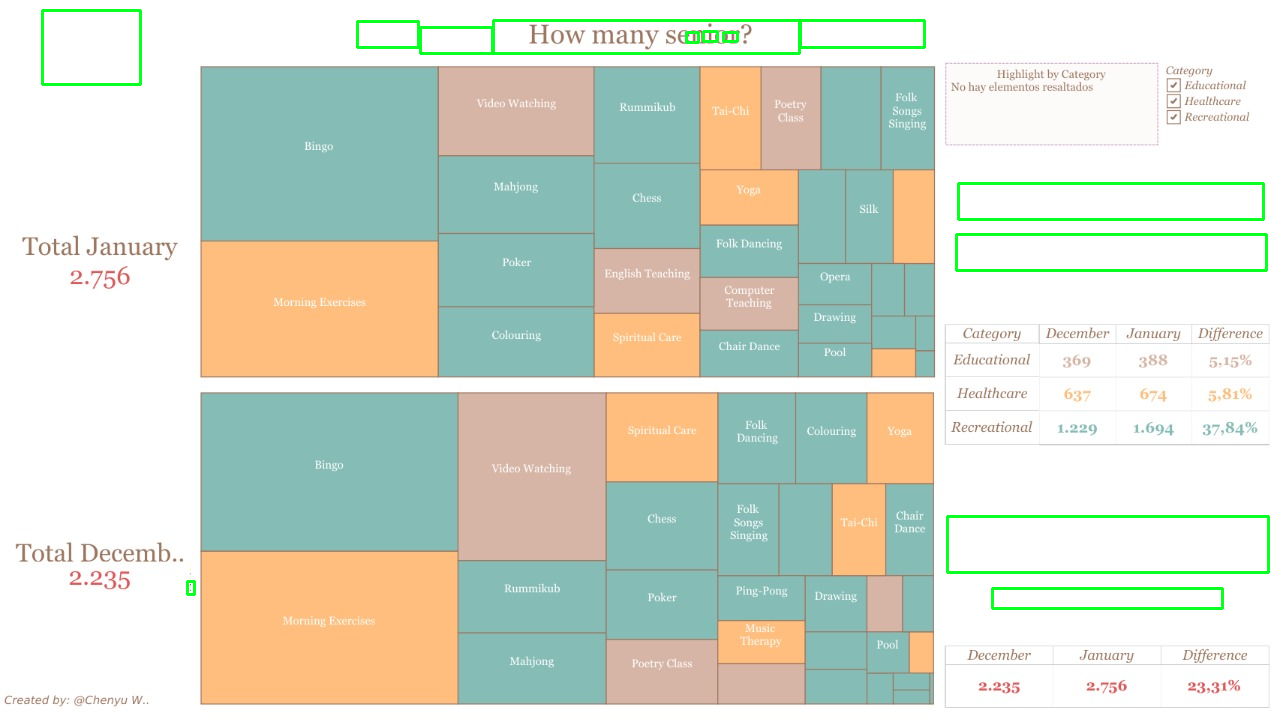 How many senior?
Highlight by Category
No hay elementos resaltados
Category
Educational
Healthcare
Recreational
Total January
2.756
Bingo
Morning Exercises
Video Watching
Mahjong
Poker
Colouring
Rummikub
Chess
English Teaching
Spiritual Care
Tai-Chi
Poetry
Class
Folk
Songs
Singing
Yoga
Folk Dancing
Computer
Teaching
Chair Dance
Silk
Opera
Drawing
Pool
Category December January Difference
Educational 369 388 5,15%
Healthcare 637 674 5,81%
Recreational 1.229 1.694 37,84%
Total Decemb..
2.235
Bingo
Morning Exercises
Video Watching
Rummikub
Mahjong
Spiritual Care
Chess
Poker
Poetry Class
Folk
Dancing
Colouring
Yoga
Folk
Songs
Singing
Tai-Chi
Chair
Dance
Ping-Pong
Music
Therapy
Drawing
Pool
December January Difference
2.235 2.756 23,31%
Created by: @Chenyu W..